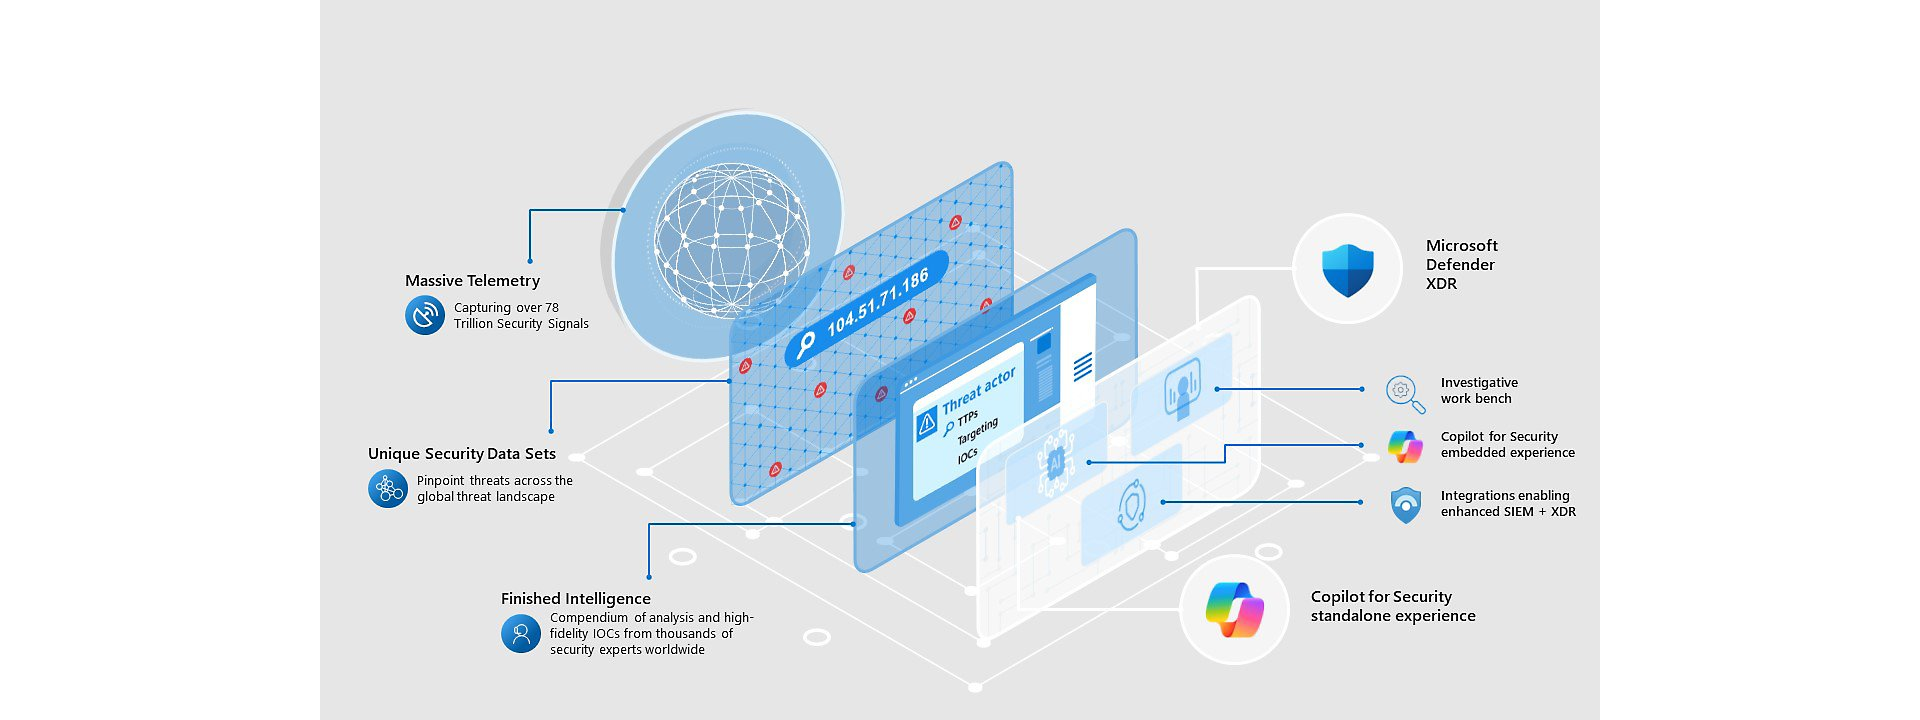 Massive Telemetry
Capturing over 78
Trillion Security Signals
Unique Security Data Sets
Pinpoint threats across the
global threat landscape
Finished Intelligence
Compendium of analysis and high-
fidelity IOCs from thousands of
security experts worldwide
104.51.71.186
Threat actor
TTPs
Targeting
IOCs
AI
Microsoft
Defender
XDR
Investigative
work bench
Copilot for Security
embedded experience
Integrations enabling
enhanced SIEM + XDR
Copilot for Security
standalone experience